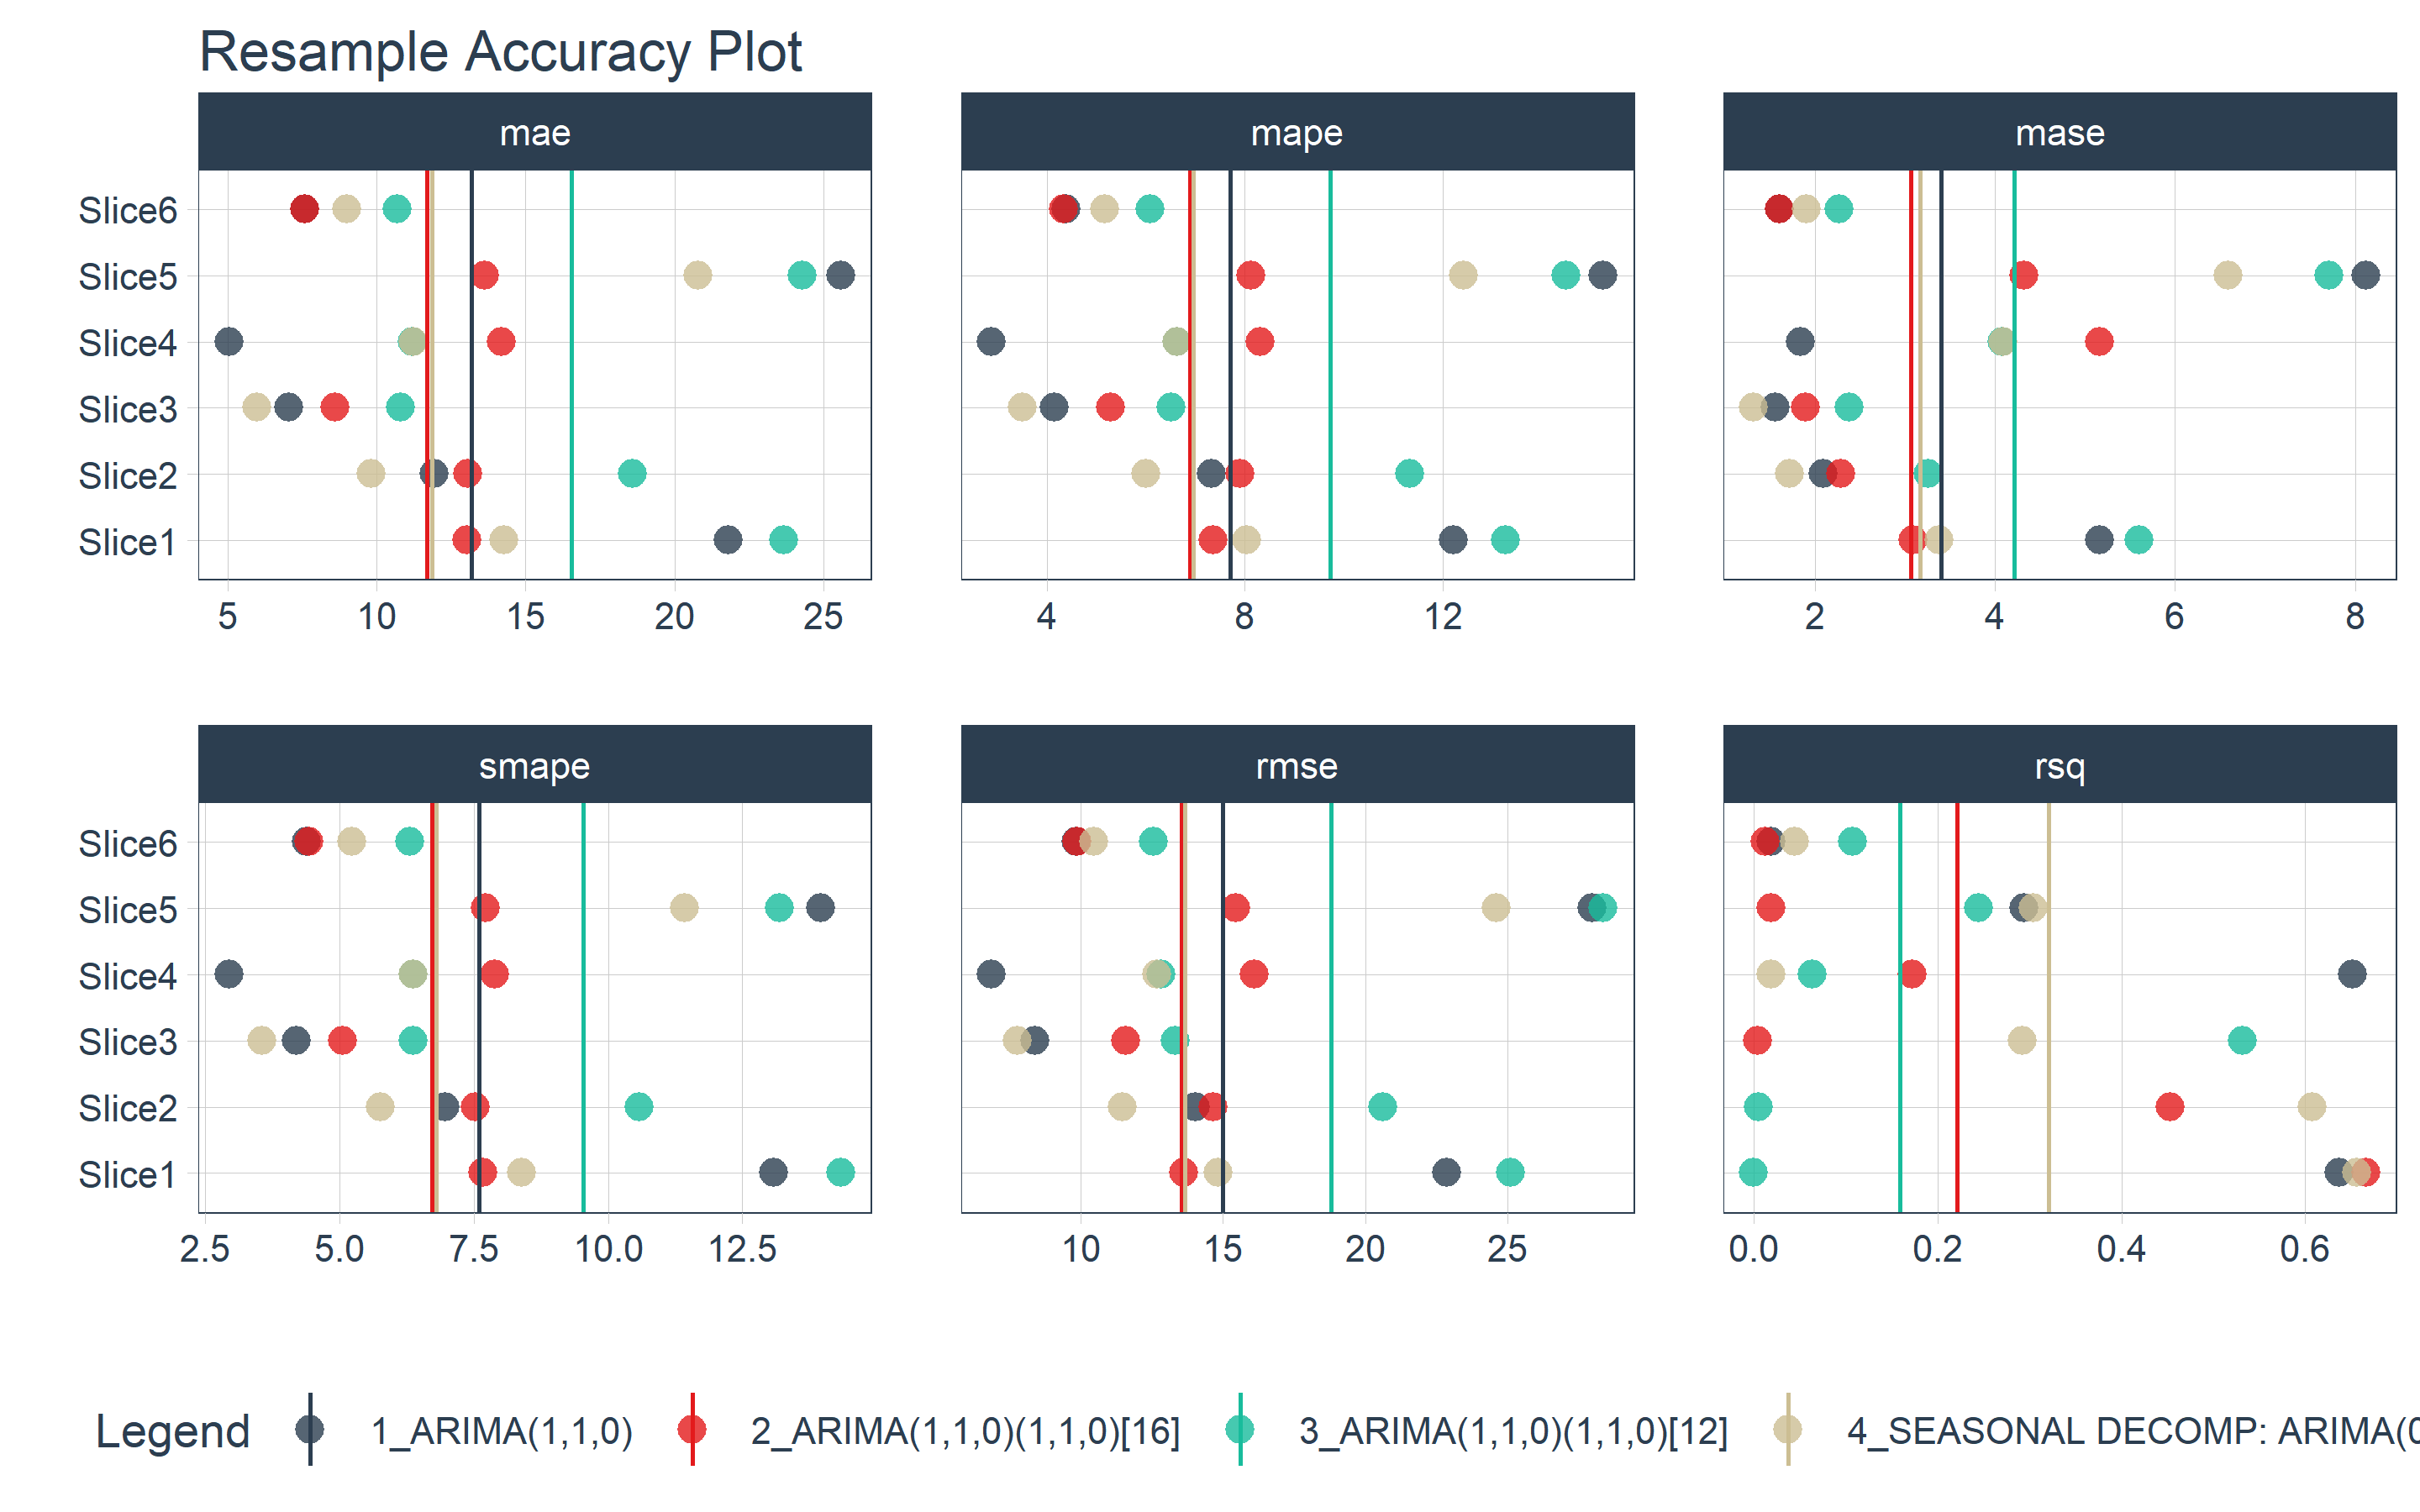 Resample Accuracy Plot
mae
mape
mase
Slice6
Slice5
Slice4
Slice3
Slice2
Slice1
5 10 15 20 25
4 8 12
2 4 6 8
smape
rmse
rsq
Slice6
Slice5
Slice4
Slice3
Slice2
Slice1
2.5 5.0 7.5 10.0 12.5
10 15 20 25
0.0 0.2 0.4 0.6
Legend 1_ARIMA(1,1,0) 2_ARIMA(1,1,0)(1,1,0)[16] 3_ARIMA(1,1,0)(1,1,0)[12] 4_SEASONAL DECOMP: ARIMA(0